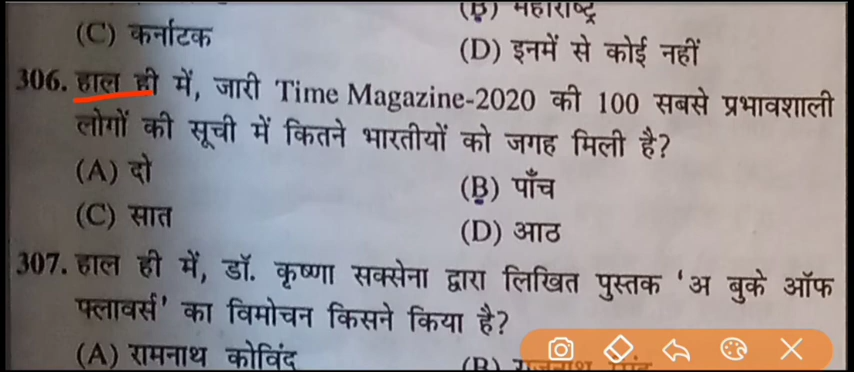 (B) महाराष्ट्र
(C) कर्नाटक
(D) इनमें से कोई नहीं
306. हाल ही में, जारी Time Magazine-2020 की 100 सबसे प्रभावशाली
लोगों की सूची में कितने भारतीयों को जगह मिली है?
(A) दो
(B) पाँच
(C) सात
(D) आठ
307. हाल ही में, डॉ. कृष्णा सक्सेना द्वारा लिखित पुस्तक ‘अ बुके ऑफ
फ्लावर्स’ का विमोचन किसने किया है?
(A) रामनाथ कोविंद
(B)